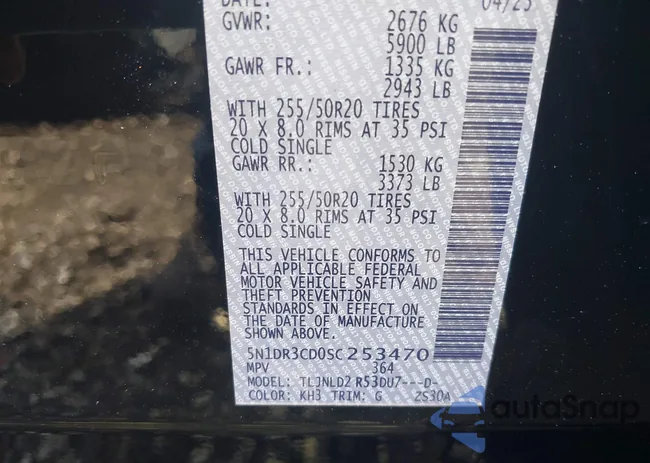 DATE: 04/25
GVWR: 2676 KG
5900 LB
GAWR FR.: 1335 KG
2943 LB
WITH 255/50R20 TIRES
20 X 8.0 RIMS AT 35 PSI
COLD SINGLE
GAWR RR.: 1530 KG
3373 LB
WITH 255/50R20 TIRES
20 X 8.0 RIMS AT 35 PSI
COLD SINGLE
THIS VEHICLE CONFORMS TO
ALL APPLICABLE FEDERAL
MOTOR VEHICLE SAFETY AND
THEFT PREVENTION
STANDARDS IN EFFECT ON
THE DATE OF MANUFACTURE
SHOWN ABOVE.
5N1DR3CD0SC253470
MPV 364
MODEL: TLJNLD2 R53DU7---D-
COLOR: KH3 TRIM: G 2S30A
autoSnap